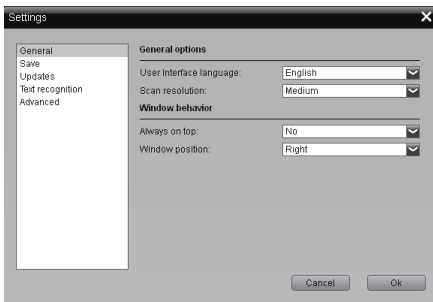 Settings
General
Save
Updates
Text recognition
Advanced
General options
User Interface language: English
Scan resolution: Medium
Window behavior
Always on top: No
Window position: Right
Cancel Ok